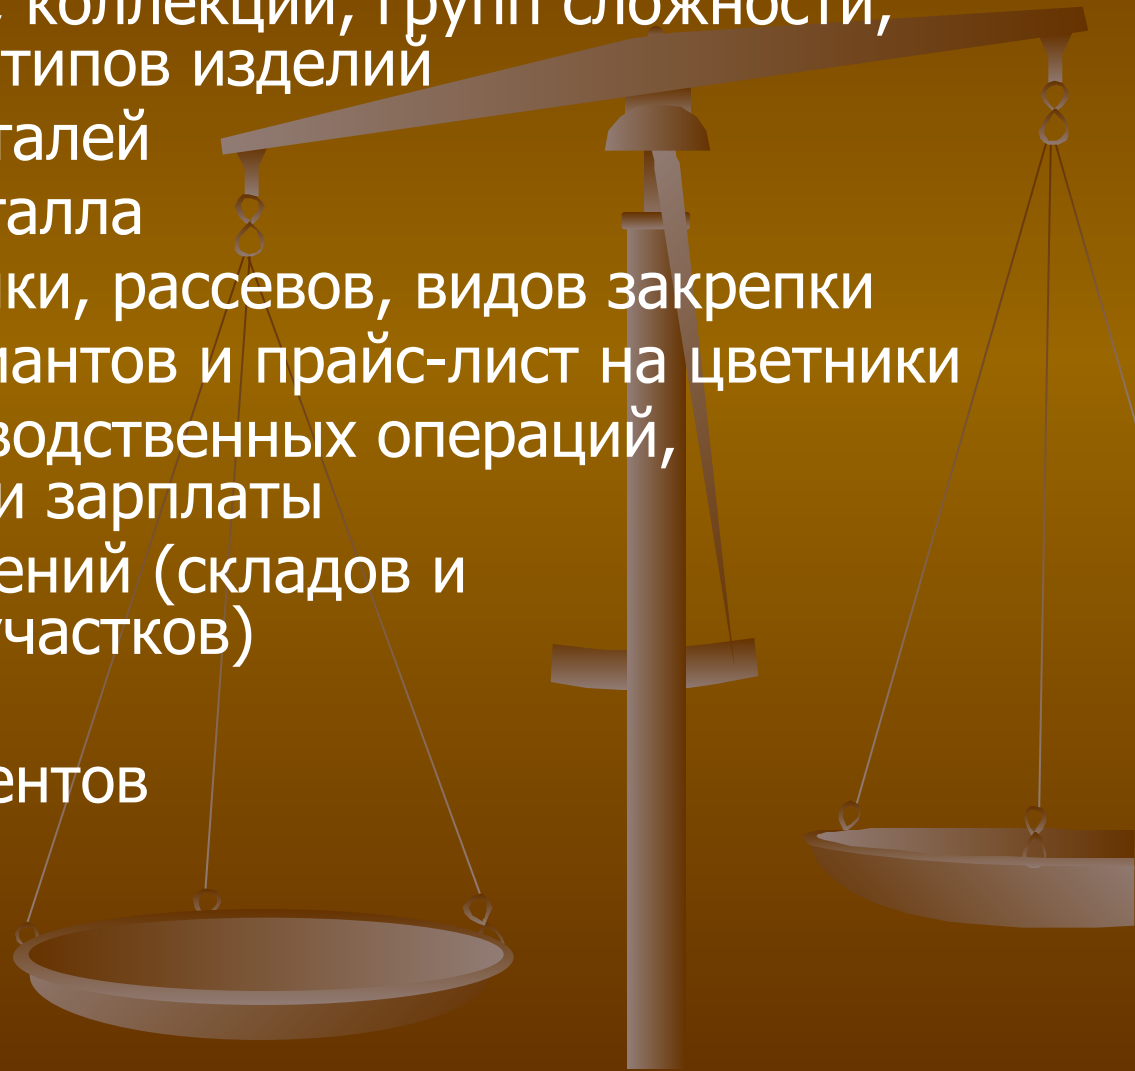 коллекций, групп сложности,
типов изделий
талей
талла
ки, рассевов, видов закрепки
иантов и прайс-лист на цветники
водственных операций,
и зарплаты
ений (складов и
участков)
ентов